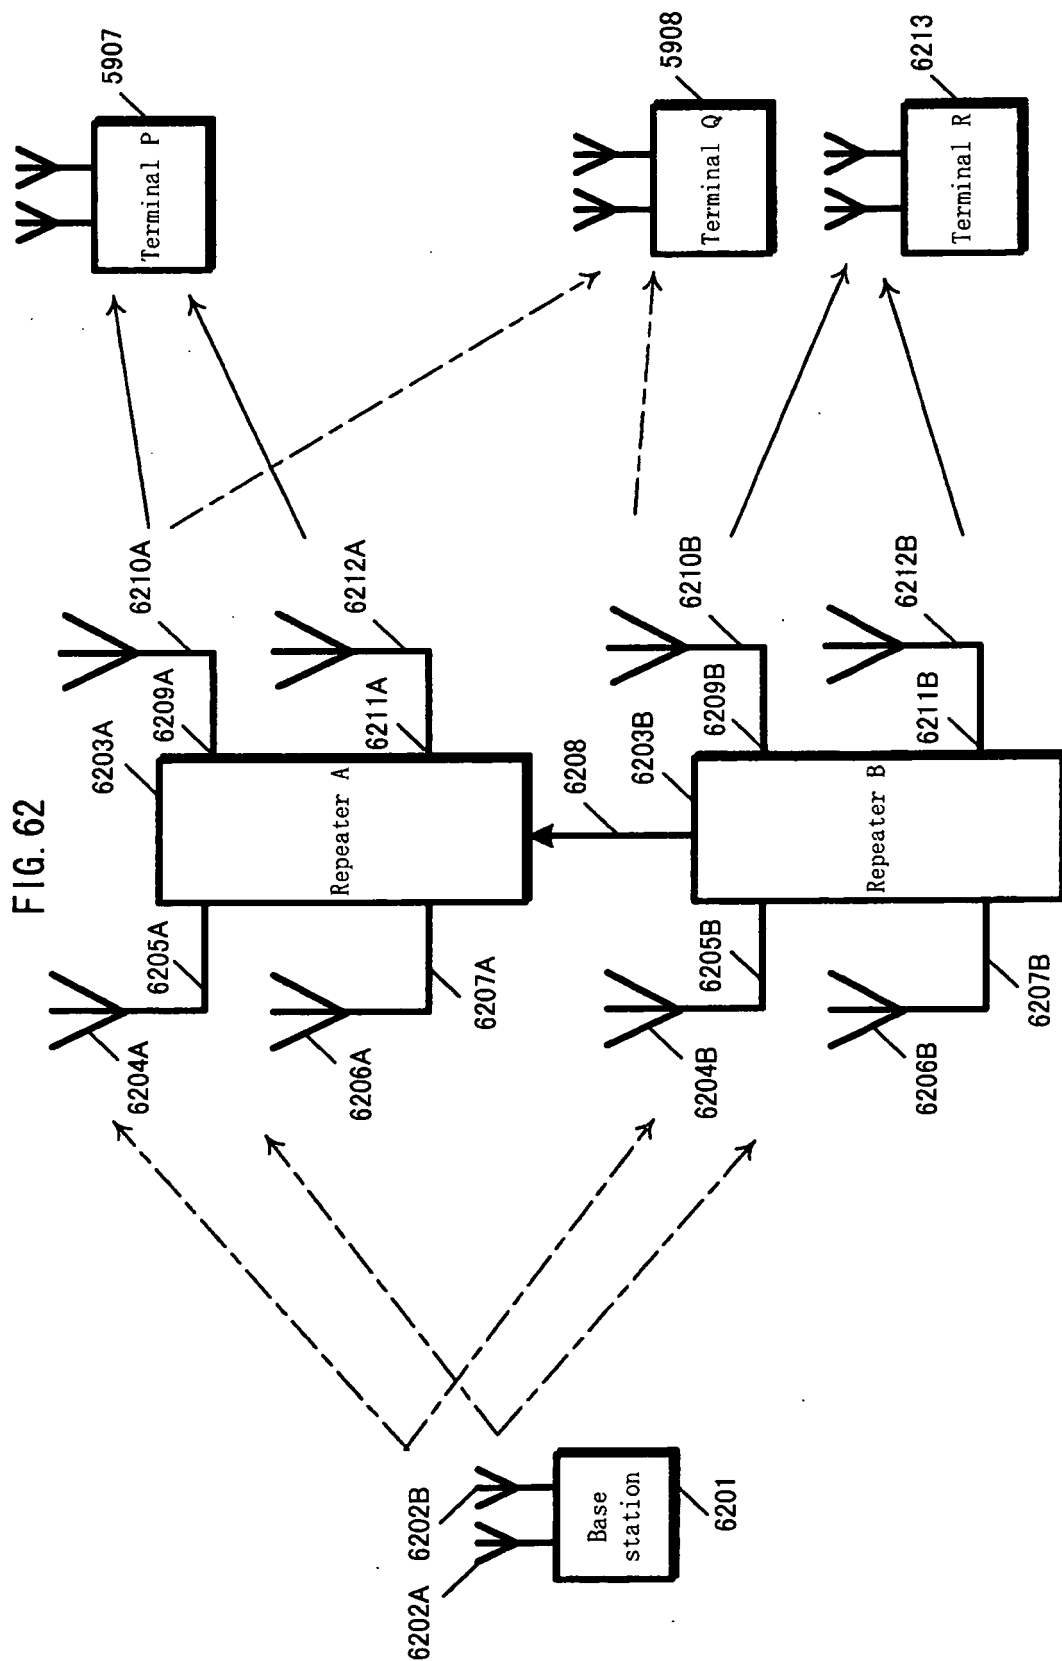 FIG. 62
6202A
6202B
Base
station
6201
6204A
6205A
6203A
6209A
6210A
6206A
6207A
Repeater A
6211A
6212A
6208
6204B
6205B
6203B
6209B
6210B
6206B
6207B
Repeater B
6211B
6212B
Terminal P
5907
Terminal Q
5908
Terminal R
6213